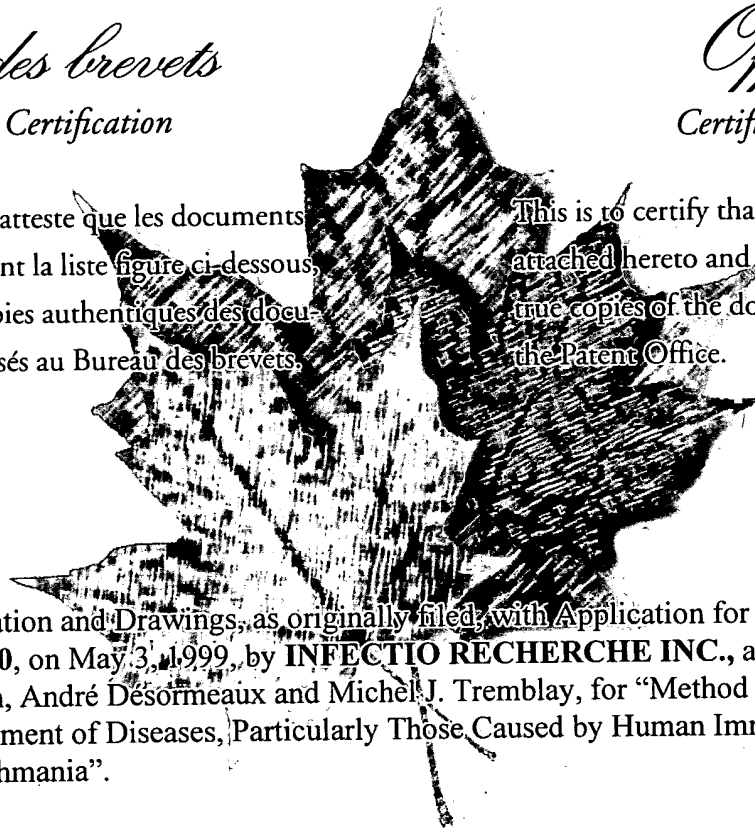 des brevets
Certification
Certif
atteste que les documents
nt la liste figure ci-dessous,
pies authentiques des docu-
sés au Bureau des brevets.
This is to certify tha
attached hereto and
true copies of the do
the Patent Office.
ation and Drawings, as originally filed, with Application for
0, on May 3, 1999, by INFECTIO RECHERCHE INC., a
, André Désormeaux and Michel J. Tremblay, for “Method
ment of Diseases, Particularly Those Caused by Human Imm
hmania”.